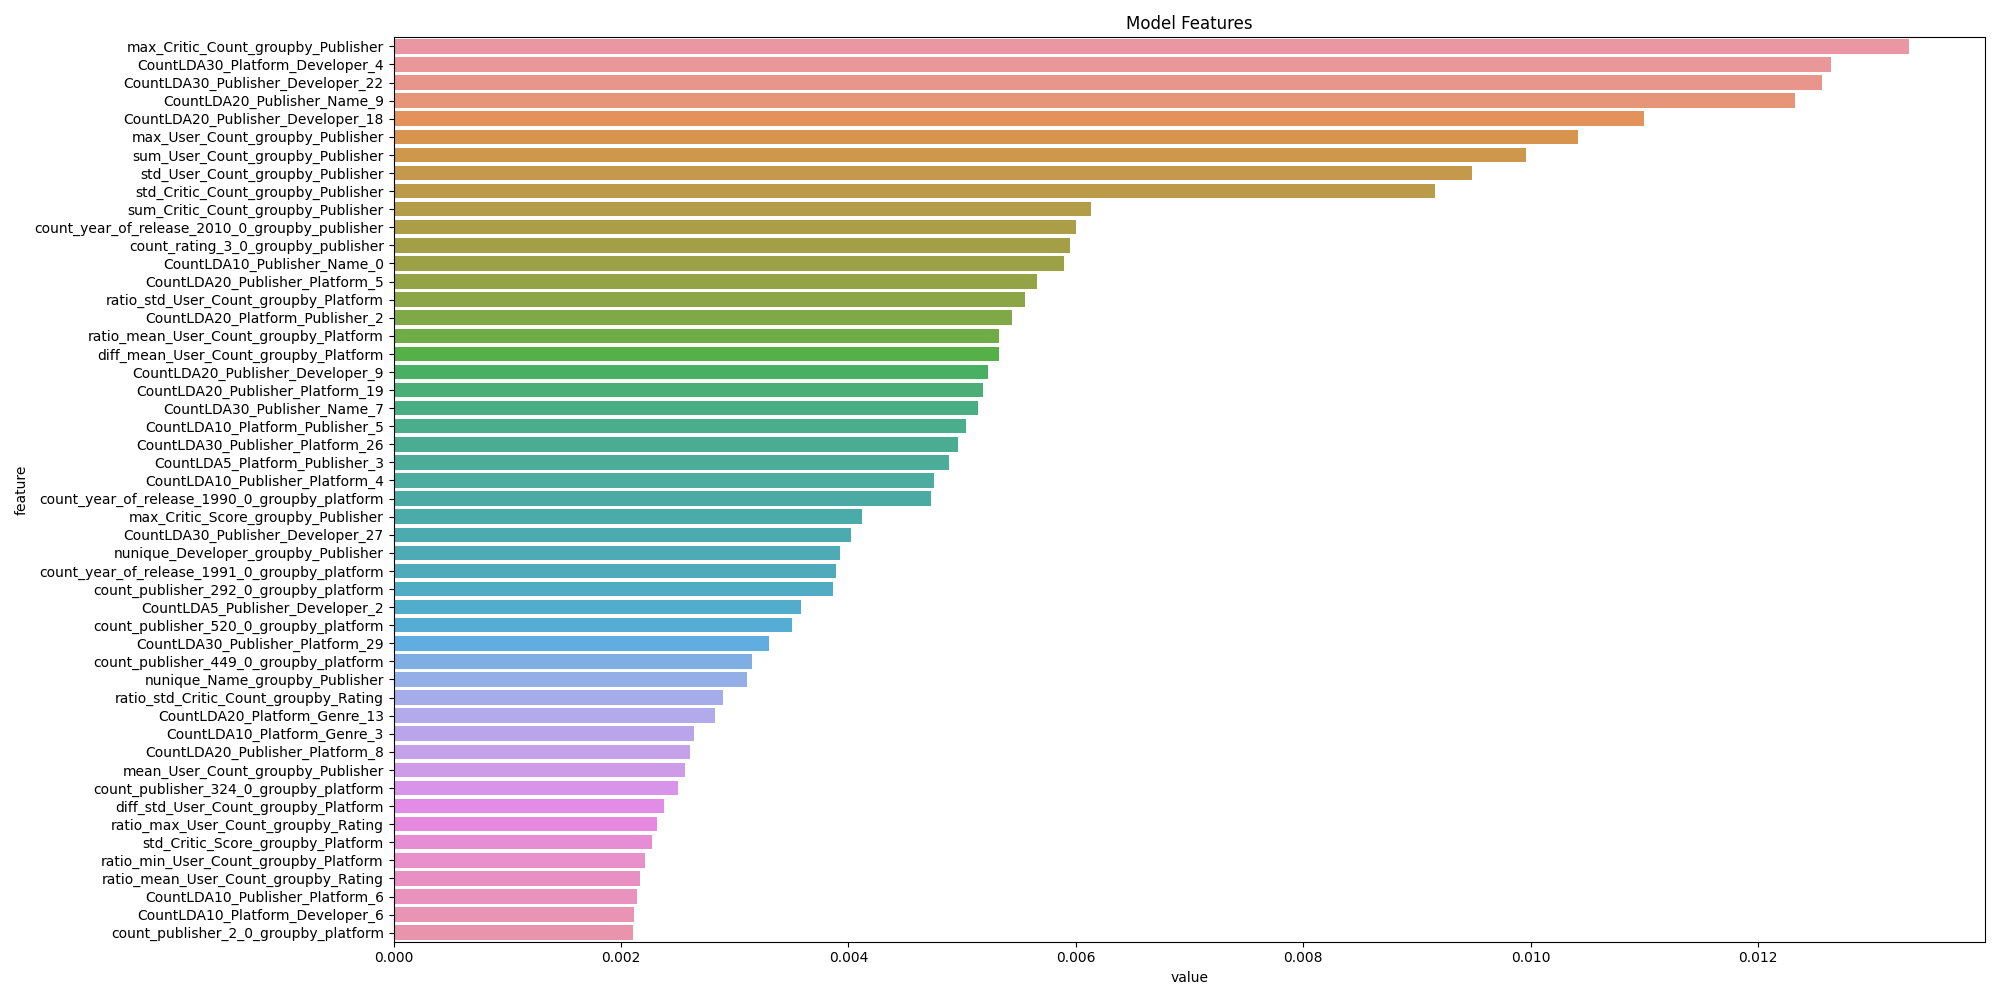 Model Features
max_Critic_Count_groupby_Publisher
CountLDA30_Platform_Developer_4
CountLDA30_Publisher_Developer_22
CountLDA20_Publisher_Name_9
CountLDA20_Publisher_Developer_18
max_User_Count_groupby_Publisher
sum_User_Count_groupby_Publisher
std_User_Count_groupby_Publisher
std_Critic_Count_groupby_Publisher
sum_Critic_Count_groupby_Publisher
count_year_of_release_2010_0_groupby_publisher
count_rating_3_0_groupby_publisher
CountLDA10_Publisher_Name_0
CountLDA20_Publisher_Platform_5
ratio_std_User_Count_groupby_Platform
CountLDA20_Platform_Publisher_2
ratio_mean_User_Count_groupby_Platform
diff_mean_User_Count_groupby_Platform
CountLDA20_Publisher_Developer_9
CountLDA20_Publisher_Platform_19
CountLDA30_Publisher_Name_7
CountLDA10_Platform_Publisher_5
CountLDA30_Publisher_Platform_26
CountLDA5_Platform_Publisher_3
CountLDA10_Publisher_Platform_4
count_year_of_release_1990_0_groupby_platform
max_Critic_Score_groupby_Publisher
CountLDA30_Publisher_Developer_27
nunique_Developer_groupby_Publisher
count_year_of_release_1991_0_groupby_platform
count_publisher_292_0_groupby_platform
CountLDA5_Publisher_Developer_2
count_publisher_520_0_groupby_platform
CountLDA30_Publisher_Platform_29
count_publisher_449_0_groupby_platform
nunique_Name_groupby_Publisher
ratio_std_Critic_Count_groupby_Rating
CountLDA20_Platform_Genre_13
CountLDA10_Platform_Genre_3
CountLDA20_Publisher_Platform_8
mean_User_Count_groupby_Publisher
count_publisher_324_0_groupby_platform
diff_std_User_Count_groupby_Platform
ratio_max_User_Count_groupby_Rating
std_Critic_Score_groupby_Platform
ratio_min_User_Count_groupby_Platform
ratio_mean_User_Count_groupby_Rating
CountLDA10_Publisher_Platform_6
CountLDA10_Platform_Developer_6
count_publisher_2_0_groupby_platform
feature
0.000 0.002 0.004 0.006 0.008 0.010 0.012
value